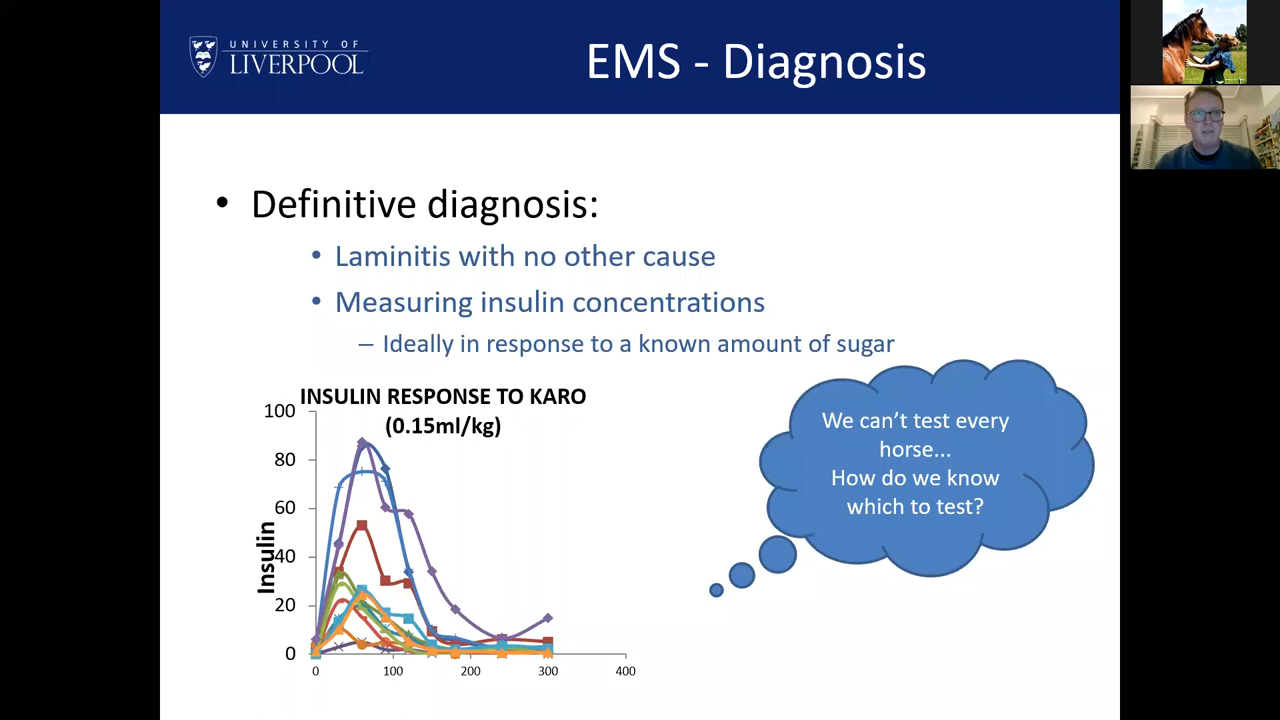 UNIVERSITY OF
LIVERPOOL
EMS - Diagnosis
• Definitive diagnosis:
• Laminitis with no other cause
• Measuring insulin concentrations
– Ideally in response to a known amount of sugar
INSULIN RESPONSE TO KARO
(0.15ml/kg)
100
80
60
40
20
0
Insulin
0 100 200 300 400
We can't test every
horse...
How do we know
which to test?